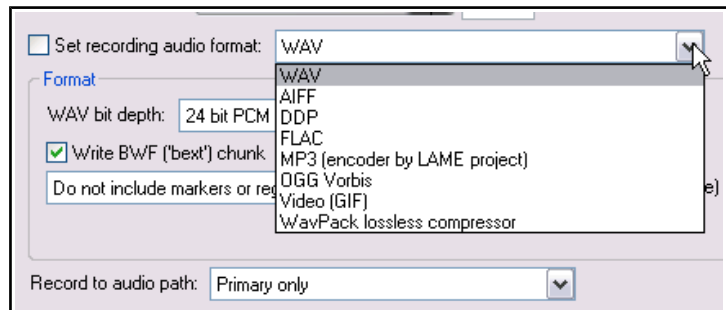 Set recording audio format: WAV
WAV
AIFF
DDP
FLAC
MP3 (encoder by LAME project)
OGG Vorbis
Video (GIF)
WavPack lossless compressor
Format
WAV bit depth: 24 bit PCM
Write BWF ('bext') chunk
Do not include markers or
Record to audio path: Primary only